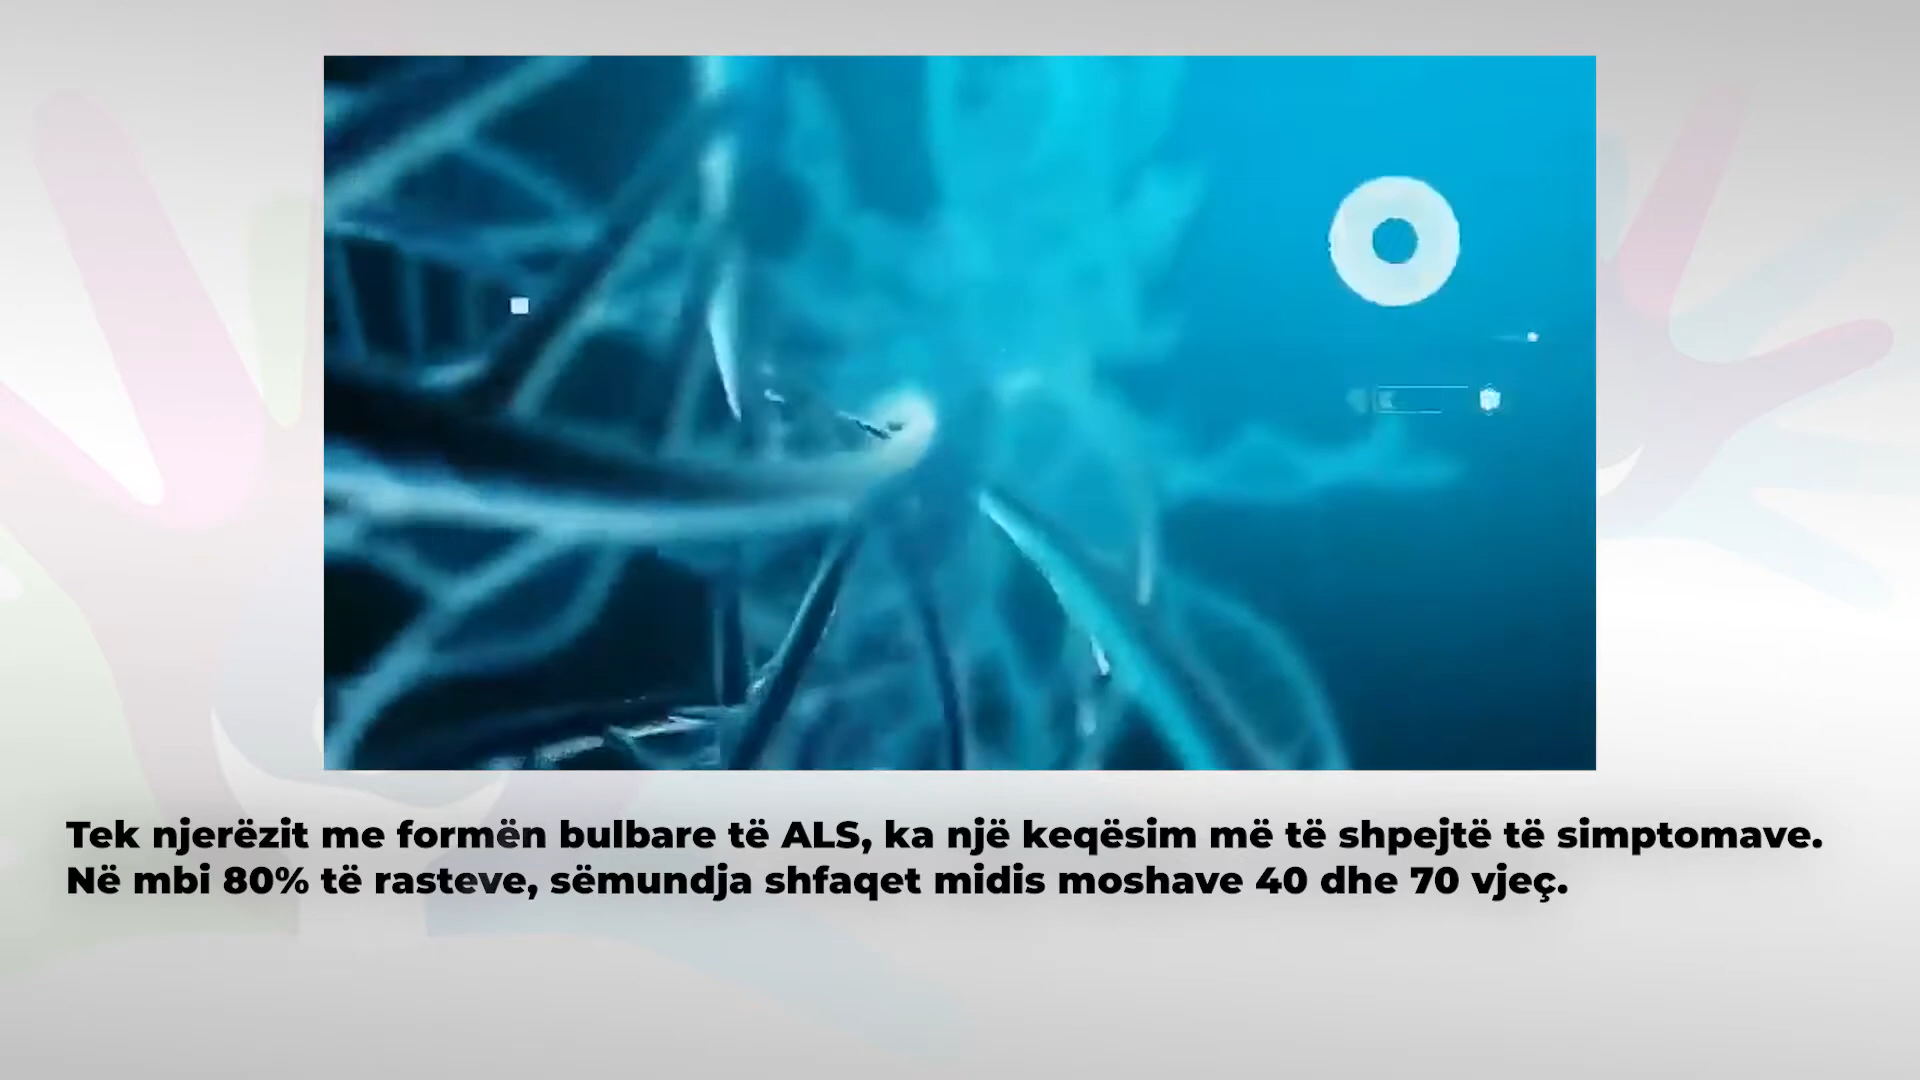 Tek njerëzit me formën bulbare të ALS, ka një keqësim më të shpejtë të simptomave.
Në mbi 80% të rasteve, sëmundja shfaqet midis moshave 40 dhe 70 vjeç.